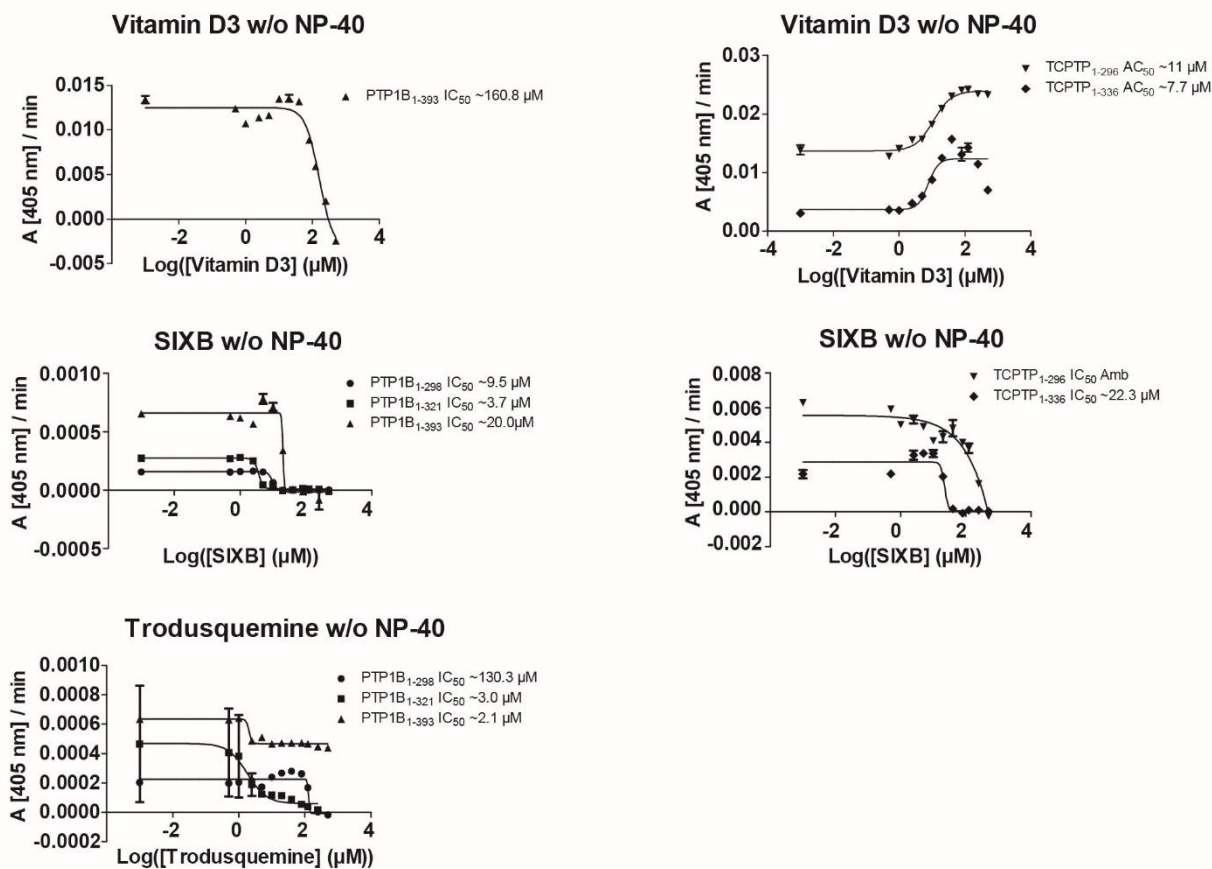 Vitamin D3 w/o NP-40
A [405 nm] / min
0.015
0.010
0.005
0.000
-0.005
-2
0
2
4
Log([Vitamin D3] (µM))
PTP1B1-393 IC50 ~160.8 µM
Vitamin D3 w/o NP-40
A [405 nm] / min
0.03
0.02
0.01
0.00
-4
-2
0
2
4
Log([Vitamin D3] (µM))
TCPTP1-296 AC50 ~11 µM
TCPTP1-336 AC50 ~7.7 µM
SIXB w/o NP-40
A [405 nm] / min
0.0010
0.0005
0.0000
-0.0005
-2
0
2
4
Log([SIXB] (µM))
PTP1B1-298 IC50 ~9.5 µM
PTP1B1-321 IC50 ~3.7 µM
PTP1B1-393 IC50 ~20.0µM
SIXB w/o NP-40
A [405 nm] / min
0.008
0.006
0.004
0.002
0.000
-0.002
-2
0
2
4
Log([SIXB] (µM))
TCPTP1-296 IC50 Amb
TCPTP1-336 IC50 ~22.3 µM
Trodusquemine w/o NP-40
A [405 nm] / min
0.0010
0.0008
0.0006
0.0004
0.0002
0.0000
-0.0002
-2
0
2
4
Log([Trodusquemine] (µM))
PTP1B1-298 IC50 ~130.3 µM
PTP1B1-321 IC50 ~3.0 µM
PTP1B1-393 IC50 ~2.1 µM